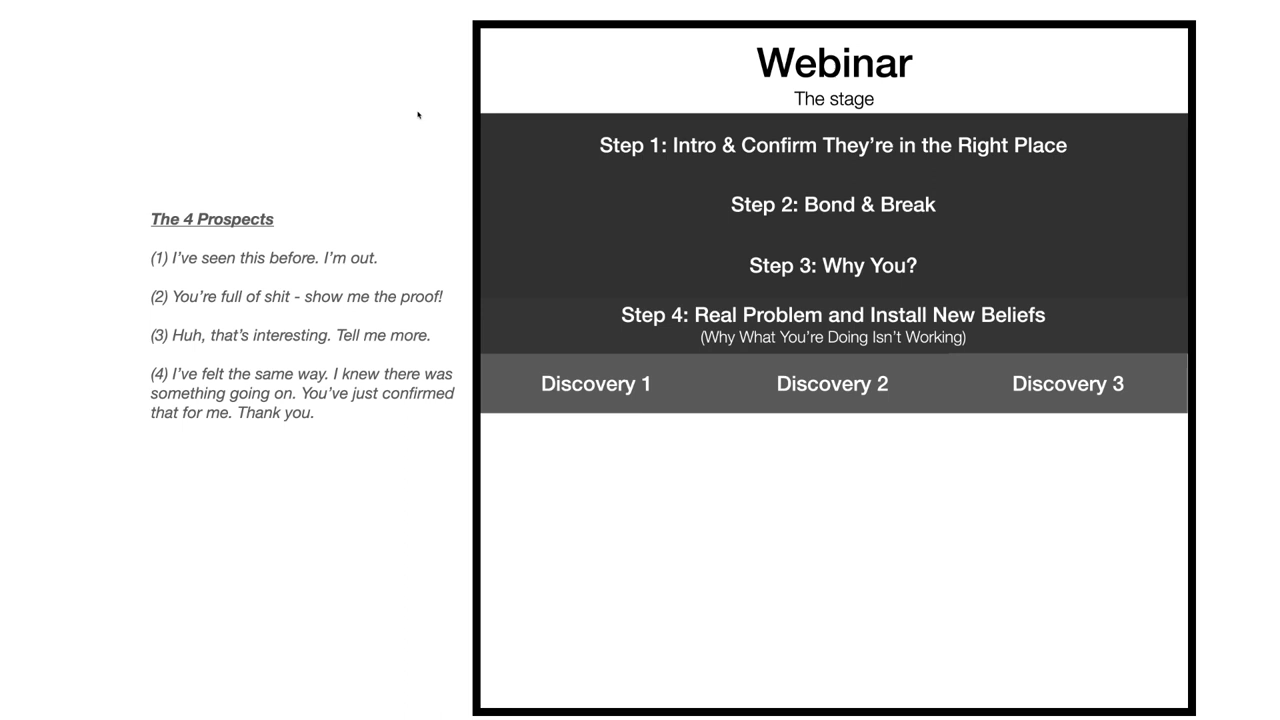 Webinar
The stage
Step 1: Intro & Confirm They're in the Right Place
Step 2: Bond & Break
Step 3: Why You?
Step 4: Real Problem and Install New Beliefs
(Why What You're Doing Isn't Working)
Discovery 1 Discovery 2 Discovery 3
The 4 Prospects
(1) I've seen this before. I'm out.
(2) You're full of shit - show me the proof!
(3) Huh, that's interesting. Tell me more.
(4) I've felt the same way. I knew there was
something going on. You've just confirmed
that for me. Thank you.